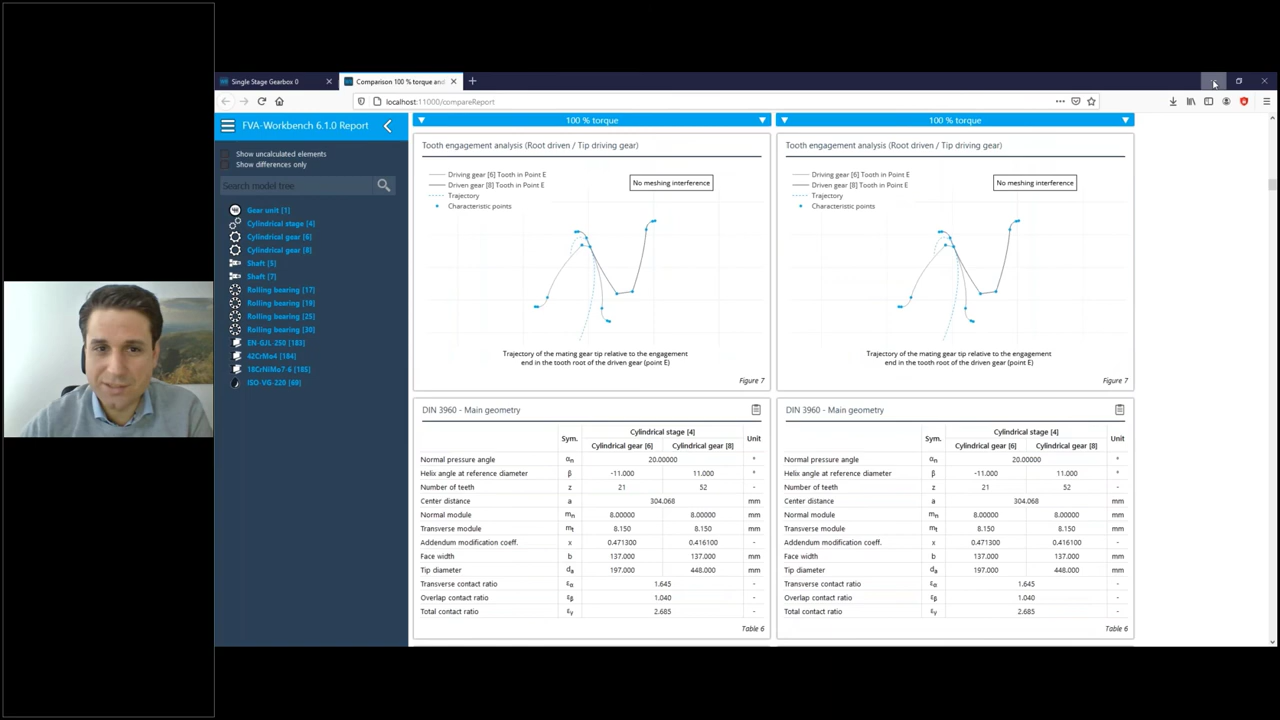 Single Stage Gearbox 0
Comparison 100 % torque and
localhost:11000/compareReport
FVA-Workbench 6.1.0 Report
Show uncalculated elements
Show differences only
Search model tree
Gear unit [1]
Cylindrical stage [4]
Cylindrical gear [6]
Cylindrical gear [8]
Shaft [5]
Shaft [7]
Rolling bearing [17]
Rolling bearing [19]
Rolling bearing [25]
Rolling bearing [30]
EN-GJL-250 [183]
42CrMo4 [184]
18CrNiMo7-6 [185]
ISO-VG-220 [69]
100 % torque
Tooth engagement analysis (Root driven / Tip driving gear)
Driving gear [6] Tooth in Point E
Driven gear [8] Tooth in Point E
Trajectory
Characteristic points
No meshing interference
Trajectory of the mating gear tip relative to the engagement
end in the tooth root of the driven gear (point E)
Figure 7
DIN 3960 - Main geometry
Sym. Cylindrical stage [4] Unit
Cylindrical gear [6] Cylindrical gear [8]
Normal pressure angle αn 20.00000 °
Helix angle at reference diameter β -11.000 11.000 °
Number of teeth z 21 52 -
Center distance a 304.068 mm
Normal module mn 8.00000 8.00000 mm
Transverse module mt 8.150 8.150 mm
Addendum modification coeff. x 0.471300 0.416100 -
Face width b 137.000 137.000 mm
Tip diameter da 197.000 448.000 mm
Transverse contact ratio εα 1.645 -
Overlap contact ratio εβ 1.040 -
Total contact ratio εγ 2.685 -
Table 6
100 % torque
Tooth engagement analysis (Root driven / Tip driving gear)
Driving gear [6] Tooth in Point E
Driven gear [8] Tooth in Point E
Trajectory
Characteristic points
No meshing interference
Trajectory of the mating gear tip relative to the engagement
end in the tooth root of the driven gear (point E)
Figure 7
DIN 3960 - Main geometry
Sym. Cylindrical stage [4] Unit
Cylindrical gear [6] Cylindrical gear [8]
Normal pressure angle αn 20.00000 °
Helix angle at reference diameter β -11.000 11.000 °
Number of teeth z 21 52 -
Center distance a 304.068 mm
Normal module mn 8.00000 8.00000 mm
Transverse module mt 8.150 8.150 mm
Addendum modification coeff. x 0.471300 0.416100 -
Face width b 137.000 137.000 mm
Tip diameter da 197.000 448.000 mm
Transverse contact ratio εα 1.645 -
Overlap contact ratio εβ 1.040 -
Total contact ratio εγ 2.685 -
Table 6